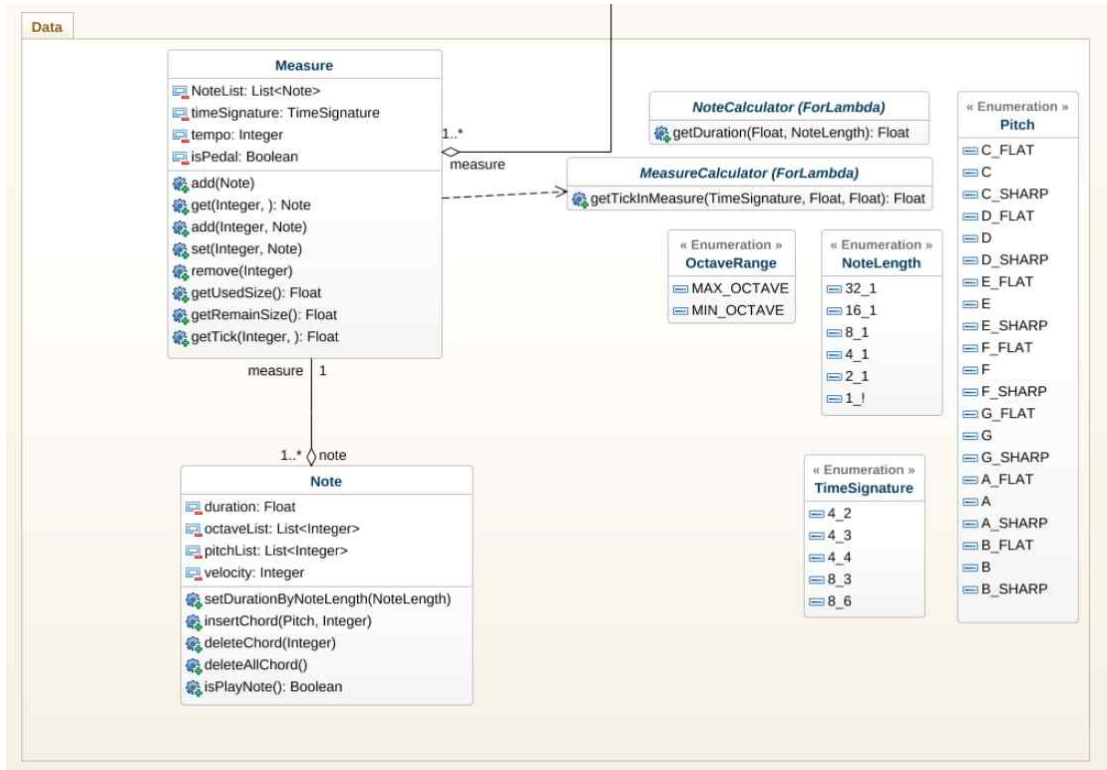 Data
Measure
NoteList: List<Note>
timeSignature: TimeSignature
tempo: Integer
isPedal: Boolean
add(Note)
get(Integer, ): Note
add(Integer, Note)
set(Integer, Note)
remove(Integer)
getUsedSize(): Float
getRemainSize(): Float
getTick(Integer, ): Float
1..*
measure
measure 1
1..* note
Note
duration: Float
octaveList: List<Integer>
pitchList: List<Integer>
velocity: Integer
setDurationByNoteLength(NoteLength)
insertChord(Pitch, Integer)
deleteChord(Integer)
deleteAllChord()
isPlayNote(): Boolean
NoteCalculator (ForLambda)
getDuration(Float, NoteLength): Float
MeasureCalculator (ForLambda)
getTickInMeasure(TimeSignature, Float, Float): Float
« Enumeration »
OctaveRange
MAX_OCTAVE
MIN_OCTAVE
« Enumeration »
NoteLength
32_1
16_1
8_1
4_1
2_1
1_!
« Enumeration »
TimeSignature
4_2
4_3
4_4
8_3
8_6
« Enumeration »
Pitch
C_FLAT
C
C_SHARP
D_FLAT
D
D_SHARP
E_FLAT
E
E_SHARP
F_FLAT
F
F_SHARP
G_FLAT
G
G_SHARP
A_FLAT
A
A_SHARP
B_FLAT
B
B_SHARP